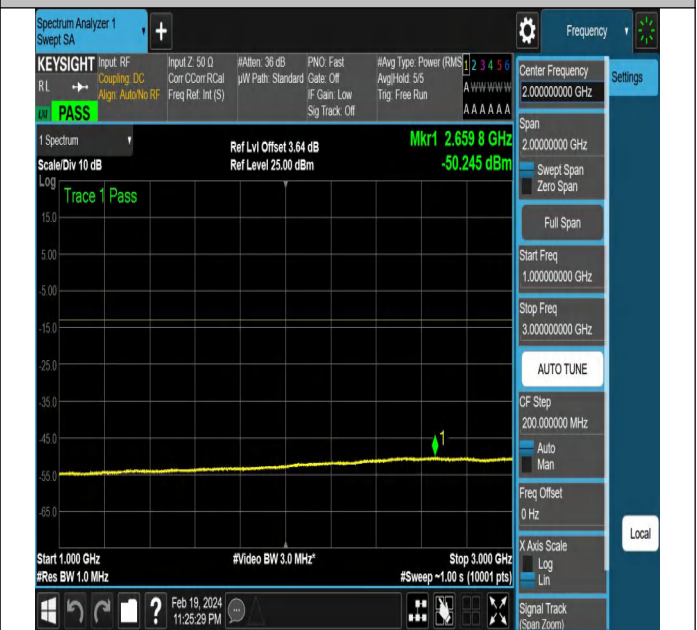 Spectrum Analyzer 1
Swept SA
+
Frequency
KEYSIGHT
RL
PASS
Input: RF
Coupling: DC
Align: Auto/No RF
Input Z: 50 Ω
Corr CCorr RCal
Freq Ref: Int (S)
#Atten: 36 dB
µW Path: Standard
PNO: Fast
Gate: Off
IF Gain: Low
Sig Track: Off
#Avg Type: Power (RMS
Avg|Hold: 5/5
Trig: Free Run
1 2 3 4 5 6
A W W W W W
A A A A A A
1 Spectrum
Scale/Div 10 dB
Ref Lvl Offset 3.64 dB
Ref Level 25.00 dBm
Mkr1 2.659 8 GHz
-50.245 dBm
Log
Trace 1 Pass
15.0
5.00
-5.00
-15.0
-25.0
-35.0
-45.0
-55.0
-65.0
1
Start 1.000 GHz
#Res BW 1.0 MHz
#Video BW 3.0 MHz*
Stop 3.000 GHz
#Sweep ~1.00 s (10001 pts)
?
Feb 19, 2024
11:25:29 PM
Center Frequency
2.000000000 GHz
Settings
Span
2.00000000 GHz
Swept Span
Zero Span
Full Span
Start Freq
1.000000000 GHz
Stop Freq
3.000000000 GHz
AUTO TUNE
CF Step
200.000000 MHz
Auto
Man
Freq Offset
0 Hz
X Axis Scale
Log
Lin
Local
Signal Track
(Span Zoom)